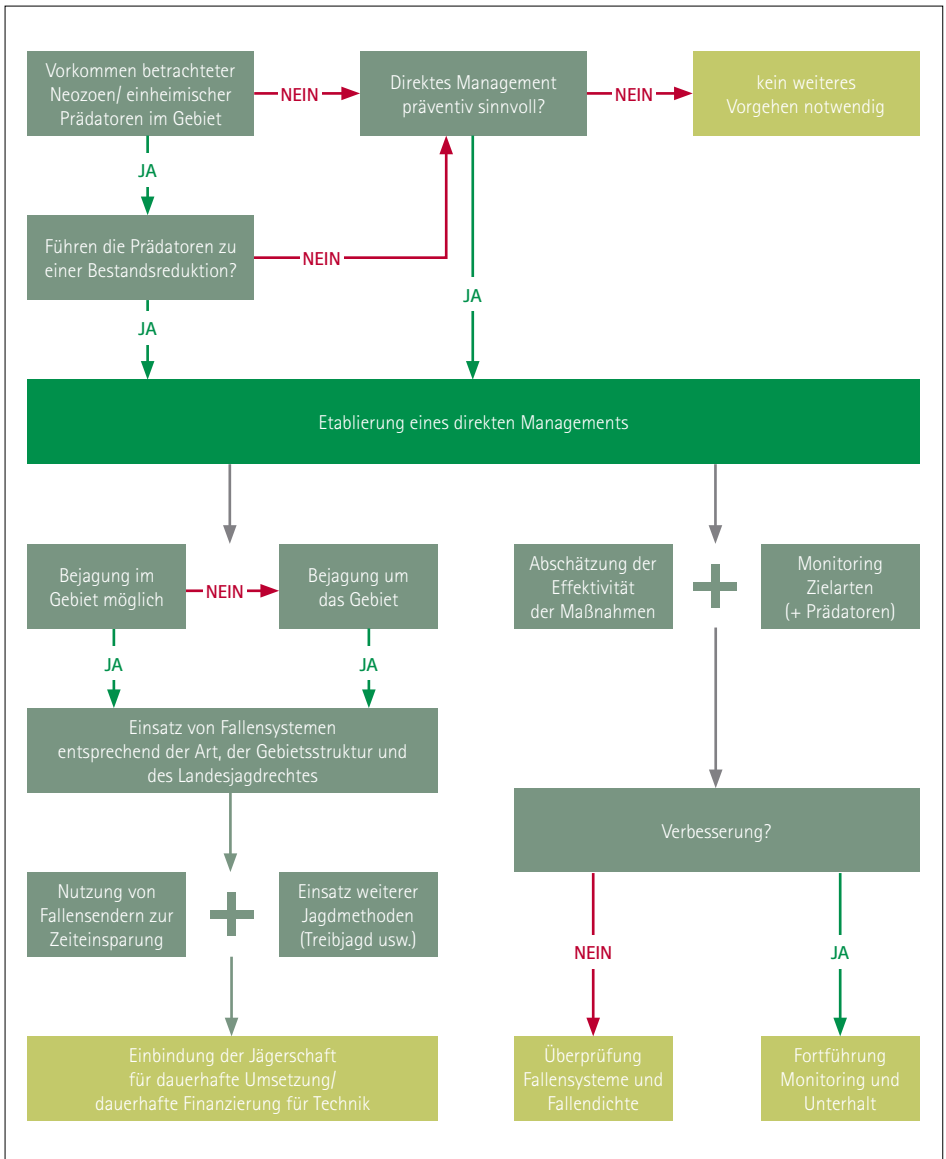 Vorkommen betrachteter
Neozoen/ einheimischer
Prädatoren im Gebiet
NEIN
Direktes Management
präventiv sinnvoll?
NEIN
kein weiteres
Vorgehen notwendig
JA
Führen die Prädatoren zu
einer Bestandsreduktion?
NEIN
JA
JA
Etablierung eines direkten Managements
Bejagung im
Gebiet möglich
NEIN
Bejagung um
das Gebiet
JA
JA
Einsatz von Fallensystemen
entsprechend der Art, der Gebietsstruktur und
des Landesjagdrechtes
Nutzung von
Fallensendern zur
Zeiteinsparung
Einsatz weiterer
Jagdmethoden
(Treibjagd usw.)
Einbindung der Jägerschaft
für dauerhafte Umsetzung/
dauerhafte Finanzierung für Technik
Abschätzung der
Effektivität
der Maßnahmen
Monitoring
Zielarten
(+ Prädatoren)
Verbesserung?
NEIN
JA
Überprüfung
Fallensysteme und
Fallendichte
Fortführung
Monitoring und
Unterhalt